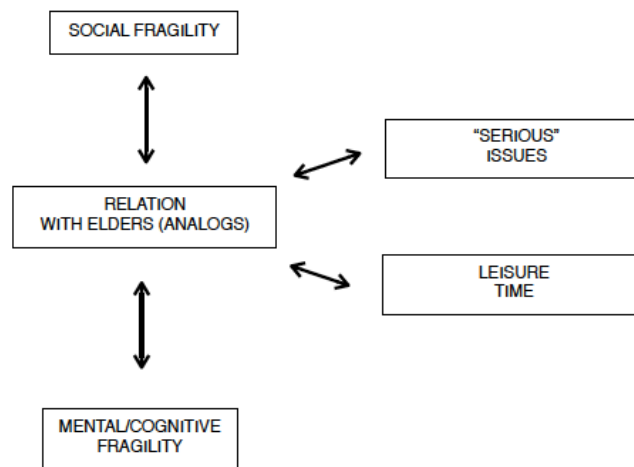 SOCIAL FRAGILITY
"SERIOUS"
ISSUES
RELATION
WITH ELDERS (ANALOGS)
LEISURE
TIME
MENTAL/COGNITIVE
FRAGILITY